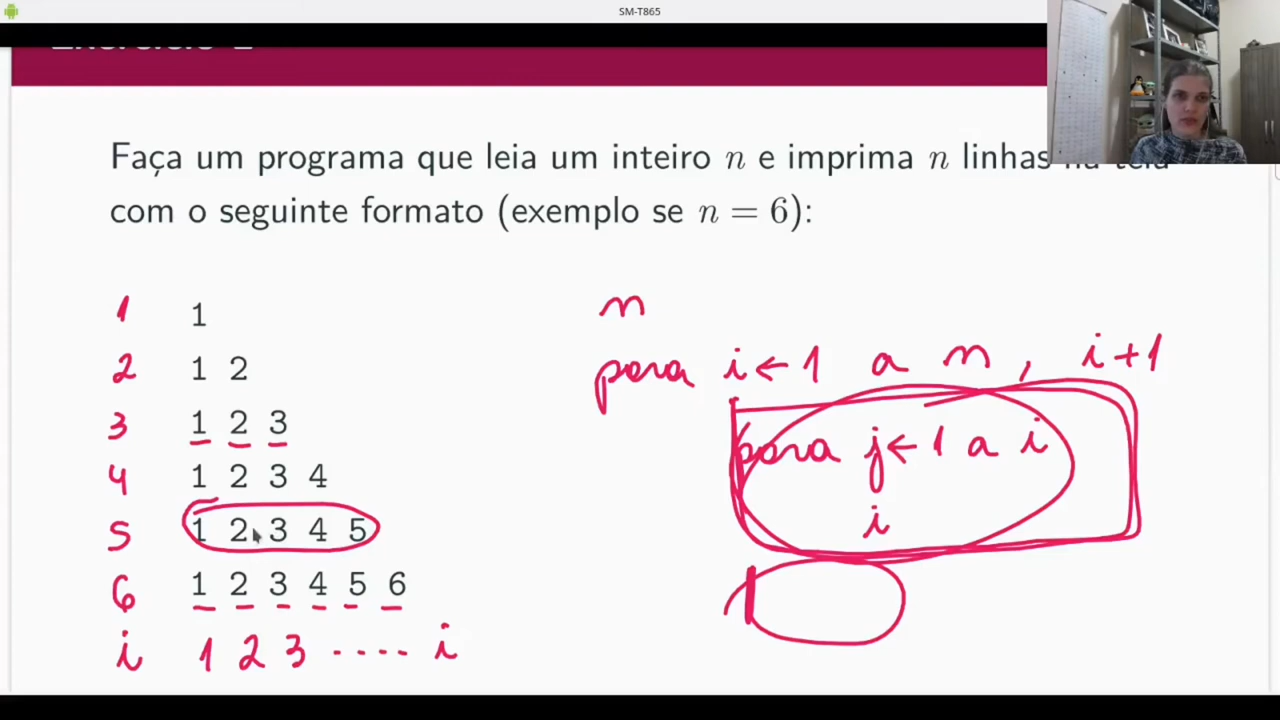 SM-T865
Faça um programa que leia um inteiro n e imprima n linhas na tela
com o seguinte formato (exemplo se n = 6):
1 1
2 1 2
3 1 2 3
4 1 2 3 4
5 1 2 3 4 5
6 1 2 3 4 5 6
i 1 2 3 ..... i
n
para i ← 1 a n, i+1
para j ← 1 a i
i